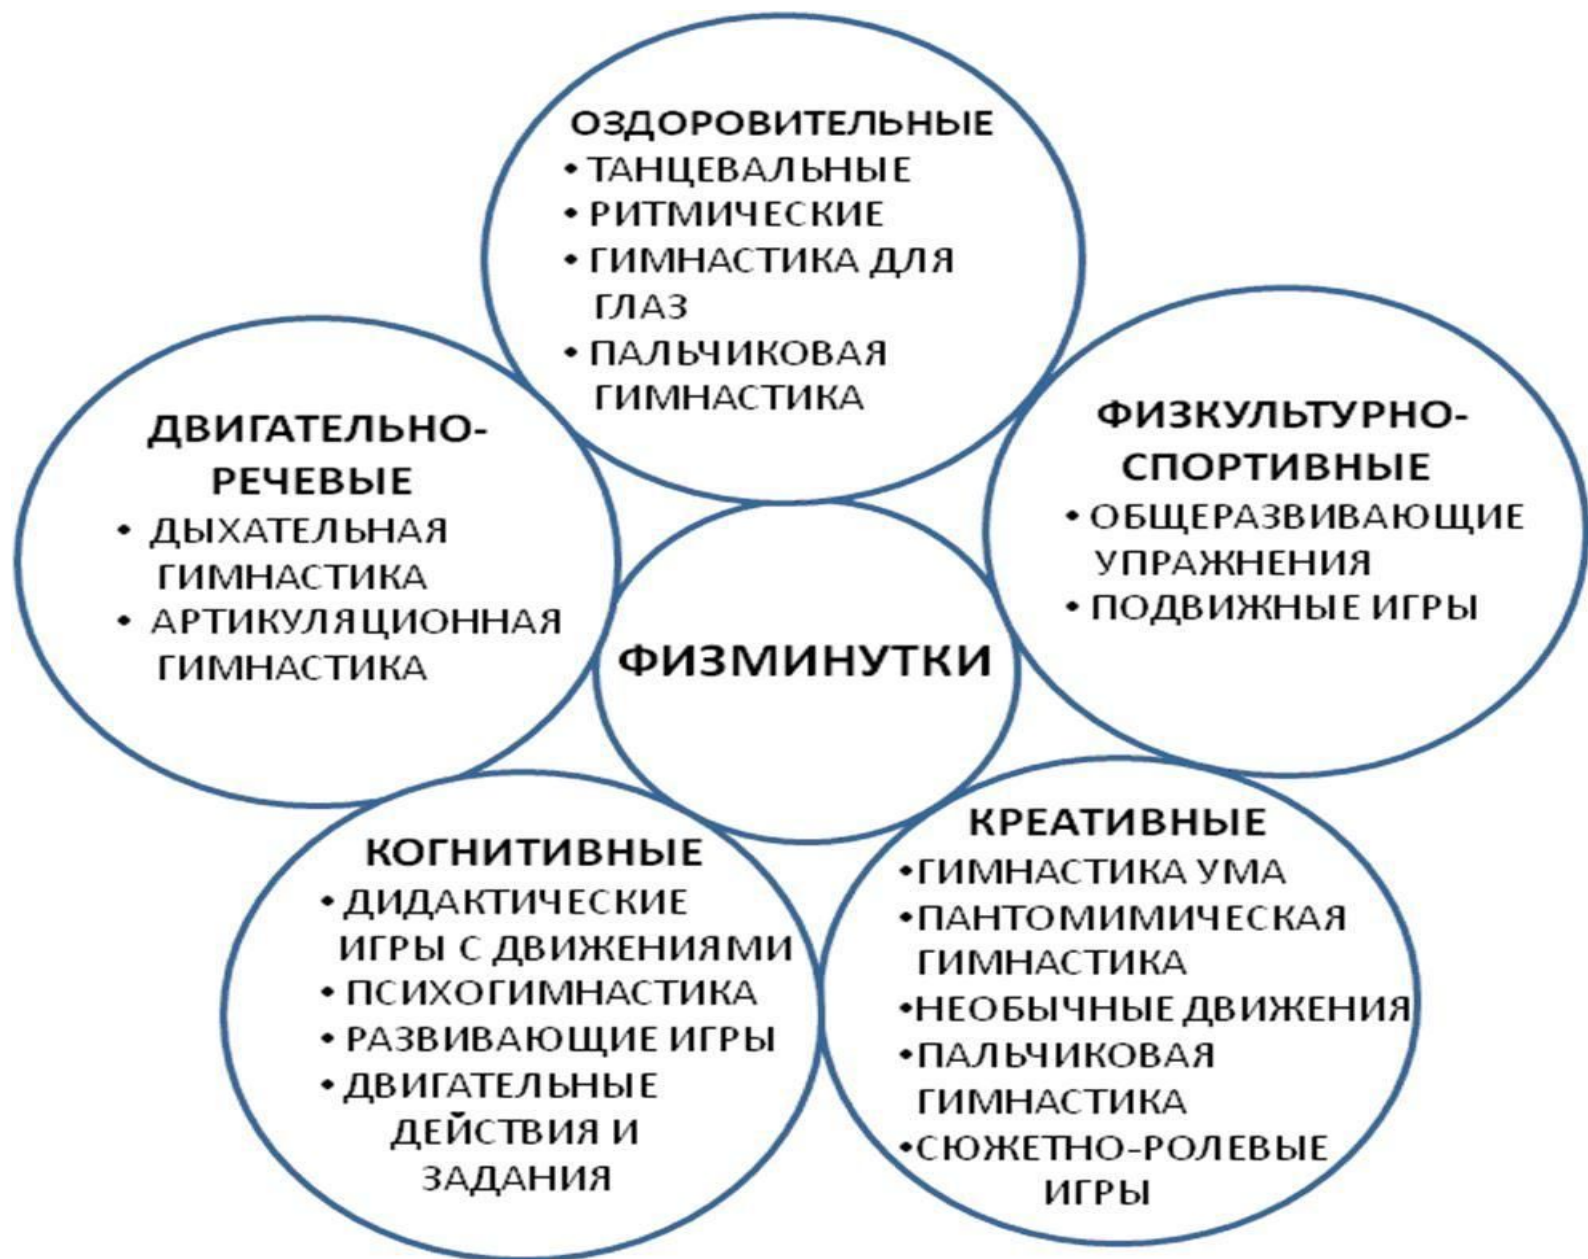 ОЗДОРОВИТЕЛЬНЫЕ
• ТАНЦЕВАЛЬНЫЕ
• РИТМИЧЕСКИЕ
• ГИМНАСТИКА ДЛЯ
ГЛАЗ
• ПАЛЬЧИКОВАЯ
ГИМНАСТИКА
ДВИГАТЕЛЬНО-
РЕЧЕВЫЕ
• ДЫХАТЕЛЬНАЯ
ГИМНАСТИКА
• АРТИКУЛЯЦИОННАЯ
ГИМНАСТИКА
ФИЗКУЛЬТУРНО-
СПОРТИВНЫЕ
• ОБЩЕРАЗВИВАЮЩИЕ
УПРАЖНЕНИЯ
• ПОДВИЖНЫЕ ИГРЫ
ФИЗМИНУТКИ
КОГНИТИВНЫЕ
• ДИДАКТИЧЕСКИЕ
ИГРЫ С ДВИЖЕНИЯМИ
• ПСИХОГИМНАСТИКА
• РАЗВИВАЮЩИЕ ИГРЫ
• ДВИГАТЕЛЬНЫЕ
ДЕЙСТВИЯ И
ЗАДАНИЯ
КРЕАТИВНЫЕ
•ГИМНАСТИКА УМА
•ПАНТОМИМИЧЕСКАЯ
ГИМНАСТИКА
•НЕОБЫЧНЫЕ ДВИЖЕНИЯ
•ПАЛЬЧИКОВАЯ
ГИМНАСТИКА
•СЮЖЕТНО-РОЛЕВЫЕ
ИГРЫ